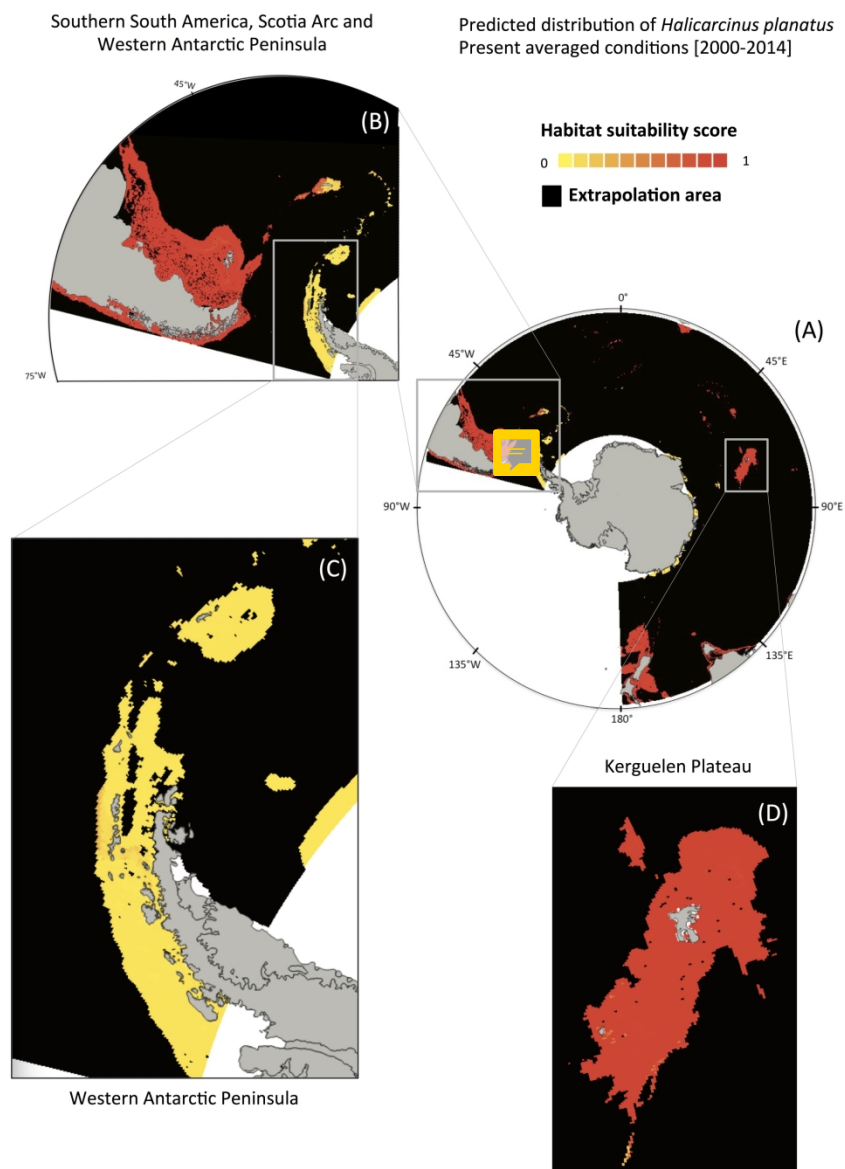 Southern South America, Scotia Arc and
Western Antarctic Peninsula
Predicted distribution of Halicarcinus planatus
Present averaged conditions [2000-2014]
45°W
(B)
Habitat suitability score
0
1
Extrapolation area
75°W
0°
(A)
45°W
45°E
90°W
90°E
135°W
135°E
180°
(C)
Western Antarctic Peninsula
Kerguelen Plateau
(D)